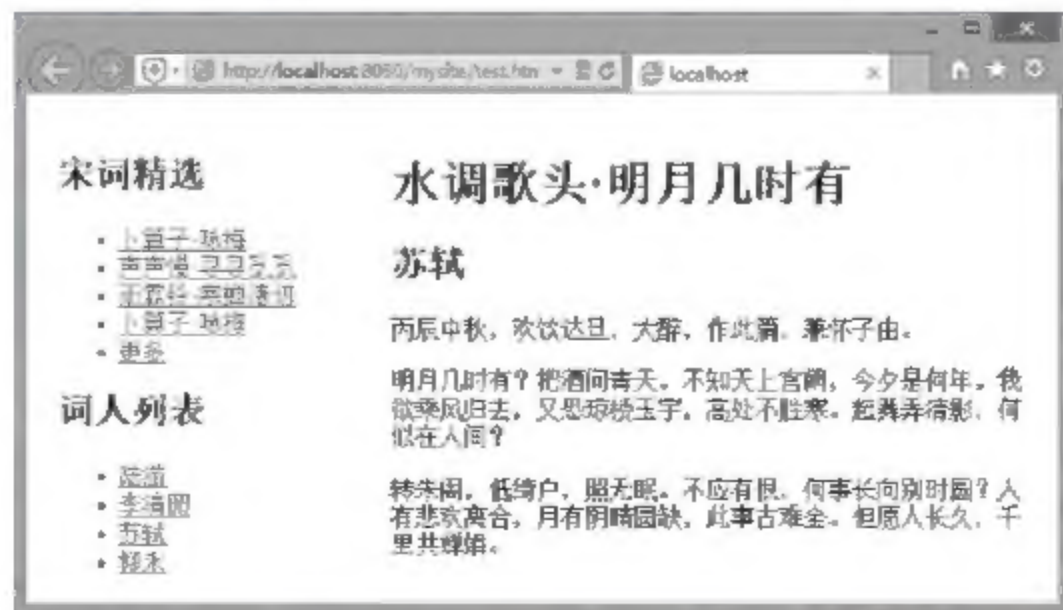 http://localhost:8080/mysite/test.htm
localhost
宋词精选
卜算子·咏梅
声声慢·寻寻觅觅
雨霖铃·寒蝉凄切
卜算子·咏梅
更多
词人列表
陆游
李清照
苏轼
柳永
水调歌头·明月几时有
苏轼
丙辰中秋，欢饮达旦，大醉，作此篇，兼怀子由。
明月几时有？把酒问青天。不知天上宫阙，今夕是何年。我
欲乘风归去，又恐琼楼玉宇，高处不胜寒。起舞弄清影，何
似在人间？
转朱阁，低绮户，照无眠。不应有恨，何事长向别时圆？人
有悲欢离合，月有阴晴圆缺，此事古难全。但愿人长久，千
里共婵娟。